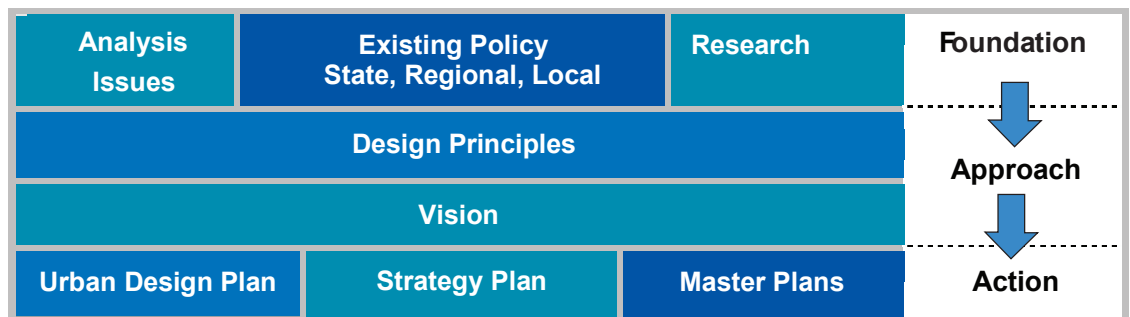 Analysis
Issues
Existing Policy
State, Regional, Local
Research
Foundation
Design Principles
Approach
Vision
Urban Design Plan
Strategy Plan
Master Plans
Action